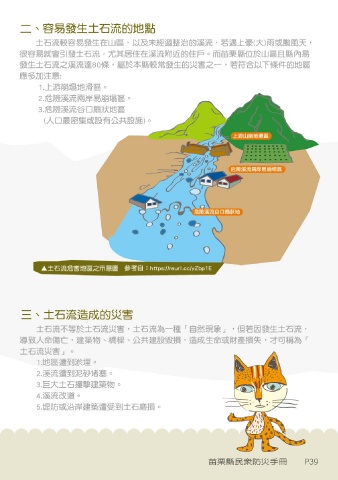 二、容易發生土石流的地點
土石流較容易發生在山區，以及未經過整治的溪流，若遇上豪(大)雨或颱風天，
很容易就會引發土石流，尤其居住在溪流附近的住戶。而苗栗縣位於山區且縣內易
發生土石流之溪流達80條，屬於本縣較常發生的災害之一，若符合以下條件的地區
應多加注意:
1.上游崩塌地滑區。
2.危險溪流兩岸易崩塌區。
3.危險溪流谷口扇狀地區
(人口最密集或設有公共設施)。
上游山崩地滑區
危險溪流兩岸易崩塌區
危險溪流谷口扇狀地
▲土石流危害地區之示意圖 參考自：https://reurl.cc/yZbp1E
三、土石流造成的災害
土石流不等於土石流災害，土石流為一種「自然現象」，但若因發生土石流，
導致人命傷亡，建築物、橋樑、公共建設毀損，造成生命或財產損失，才可稱為「
土石流災害」。
1.地區遭到淤埋。
2.溪流遭到泥砂堵塞。
3.巨大土石撞擊建築物。
4.溪流改道。
5.堤防或沿岸建築遭受到土石磨損。
苗栗縣民眾防災手冊 P39